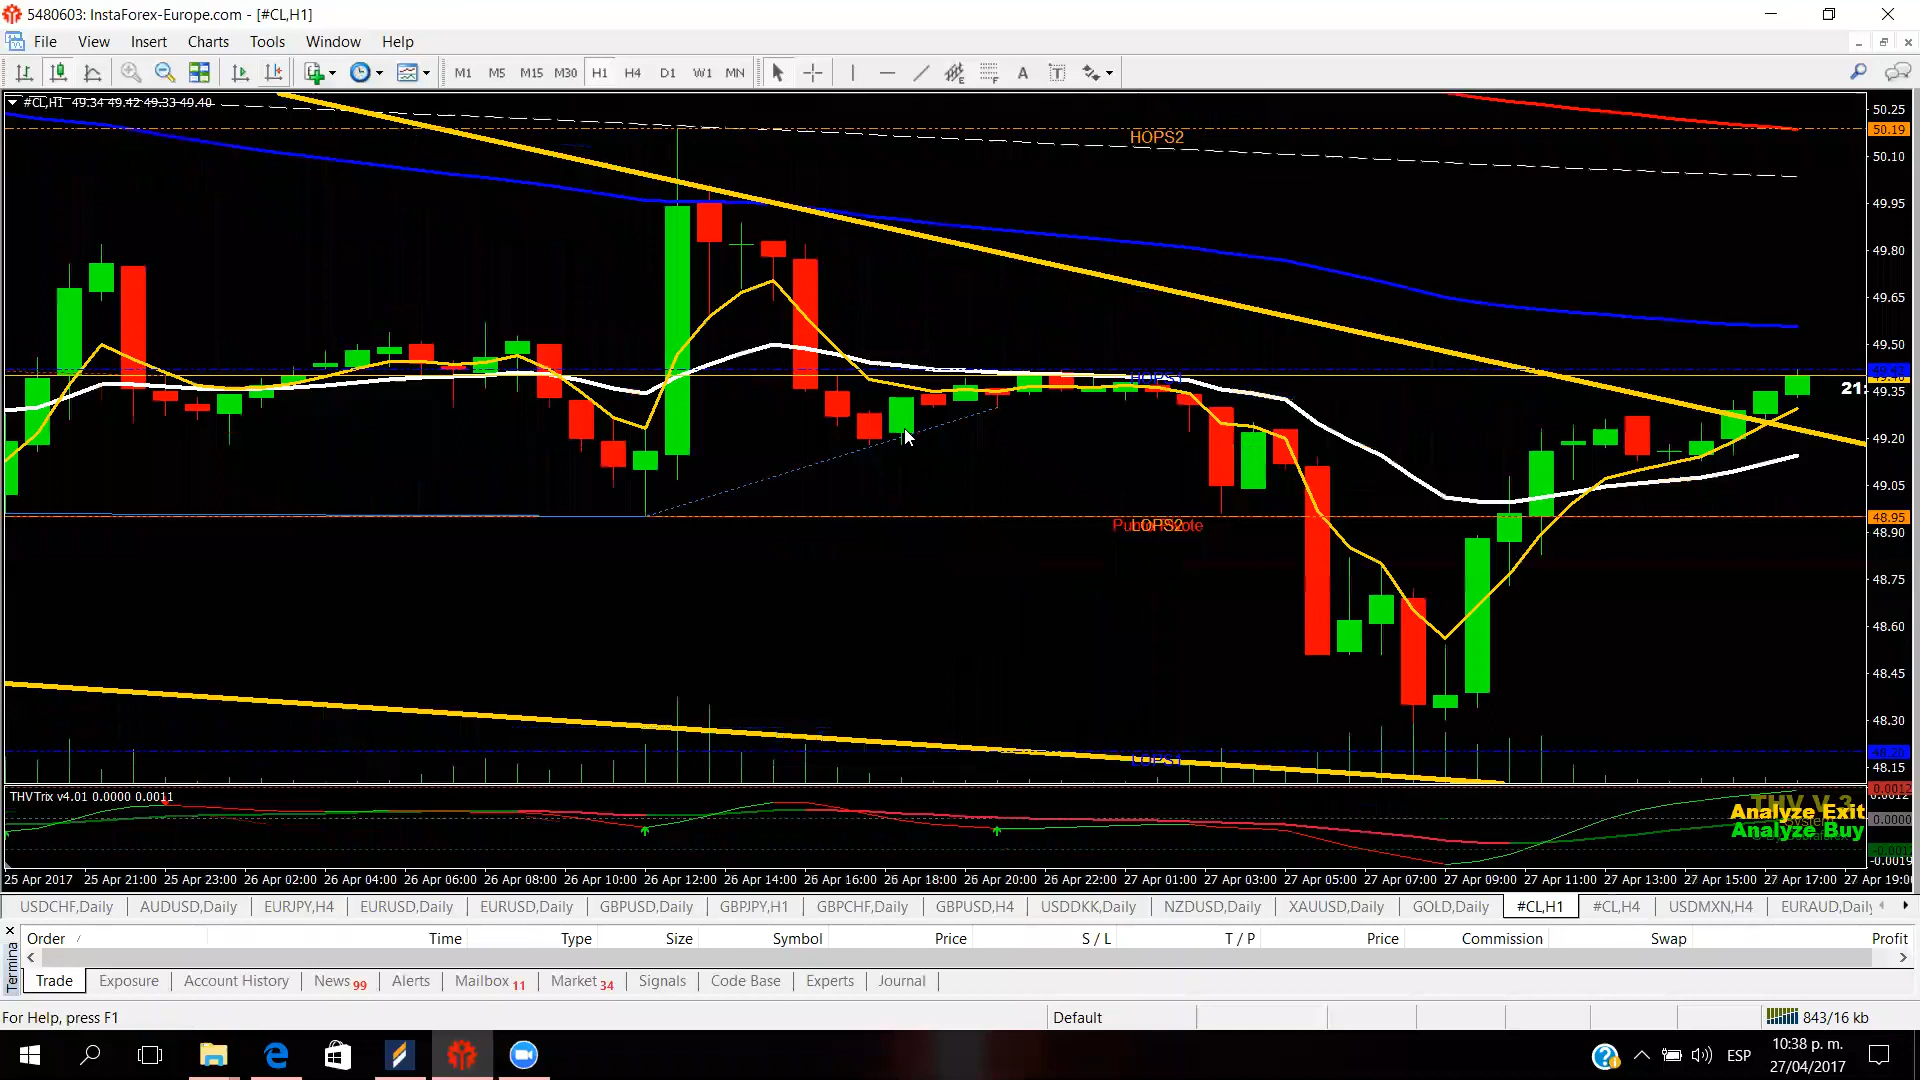 5480603: InstaForex-Europe.com - [#CL,H1]
File View Insert Charts Tools Window Help
M1 M5 M15 M30 H1 H4 D1 W1 MN A T
#CL,H1 49.34 49.42 49.33 49.40
HOPS2
HOPS1
LOPS2
LOPS1
21:
50.25
50.19
50.10
49.95
49.80
49.65
49.50
49.35
49.20
49.05
48.95
48.90
48.75
48.60
48.45
48.30
48.15
THVTrix v4.01 0.0000 0.0011
THV V.3
Analyze Exit
Analyze Buy
0.0000
-0.0019
25 Apr 2017 25 Apr 21:00 25 Apr 23:00 26 Apr 02:00 26 Apr 04:00 26 Apr 06:00 26 Apr 08:00 26 Apr 10:00 26 Apr 12:00 26 Apr 14:00 26 Apr 16:00 26 Apr 18:00 26 Apr 20:00 26 Apr 22:00 27 Apr 01:00 27 Apr 03:00 27 Apr 05:00 27 Apr 07:00 27 Apr 09:00 27 Apr 11:00 27 Apr 13:00 27 Apr 15:00 27 Apr 17:00 27 Apr 19:00
USDCHF,Daily AUDUSD,Daily EURJPY,H4 EURUSD,Daily EURUSD,Daily GBPUSD,Daily GBPJPY,H1 GBPCHF,Daily GBPUSD,H4 USDDKK,Daily NZDUSD,Daily XAUUSD,Daily GOLD,Daily #CL,H1 #CL,H4 USDMXN,H4 EURAUD,Daily
Order / Time Type Size Symbol Price S / L T / P Price Commission Swap Profit
Trade Exposure Account History News 99 Alerts Mailbox 11 Market 34 Signals Code Base Experts Journal
For Help, press F1 Default 843/16 kb
ESP
10:38 p. m.
27/04/2017